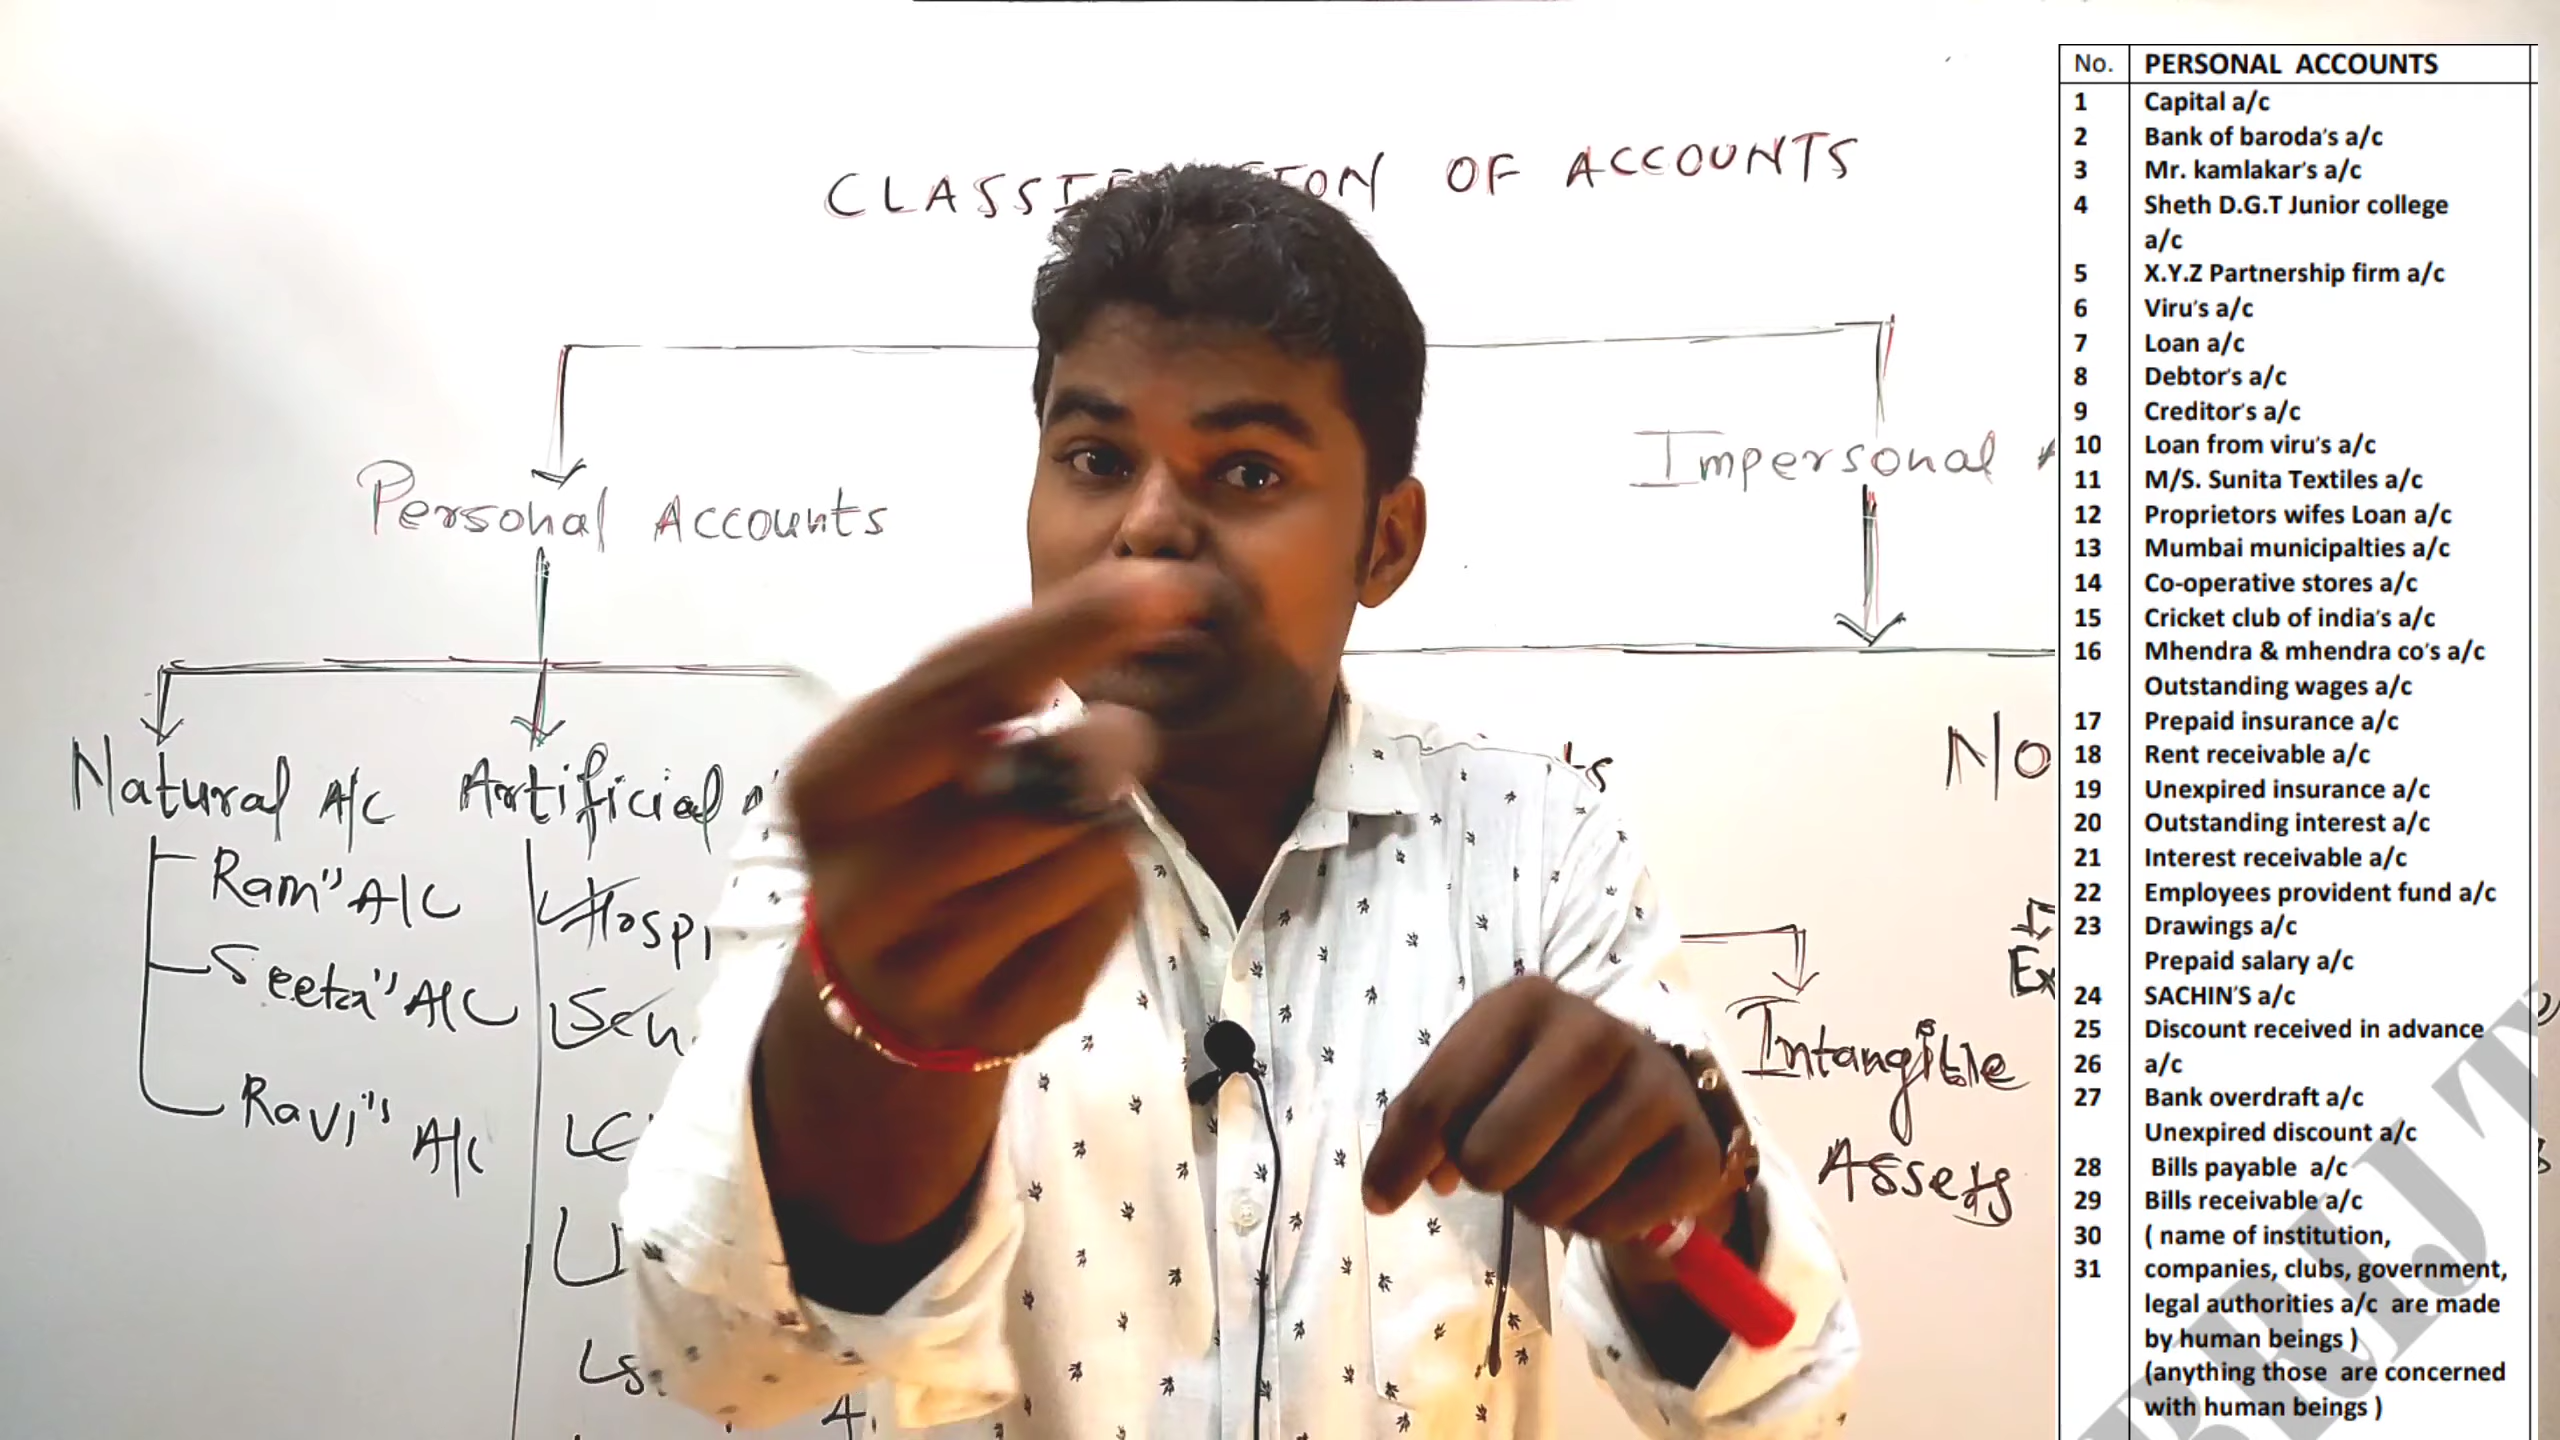 CLASSIF TION OF ACCOUNTS
Personal Accounts
Impersonal
Natural A/c
Artificial
Ram's A/C
Seeta's A/C
Ravi's A/c
Hospi
Sch
No
Ex
Intangible
Assets
4.
No. PERSONAL ACCOUNTS
1 Capital a/c
2 Bank of baroda's a/c
3 Mr. kamlakar's a/c
4 Sheth D.G.T Junior college
a/c
5 X.Y.Z Partnership firm a/c
6 Viru's a/c
7 Loan a/c
8 Debtor's a/c
9 Creditor's a/c
10 Loan from viru's a/c
11 M/S. Sunita Textiles a/c
12 Proprietors wifes Loan a/c
13 Mumbai municipalties a/c
14 Co-operative stores a/c
15 Cricket club of india's a/c
16 Mhendra & mhendra co's a/c
Outstanding wages a/c
17 Prepaid insurance a/c
18 Rent receivable a/c
19 Unexpired insurance a/c
20 Outstanding interest a/c
21 Interest receivable a/c
22 Employees provident fund a/c
23 Drawings a/c
Prepaid salary a/c
24 SACHIN'S a/c
25 Discount received in advance
26 a/c
27 Bank overdraft a/c
Unexpired discount a/c
28 Bills payable a/c
29 Bills receivable a/c
30 ( name of institution,
31 companies, clubs, government,
legal authorities a/c are made
by human beings )
(anything those are concerned
with human beings )